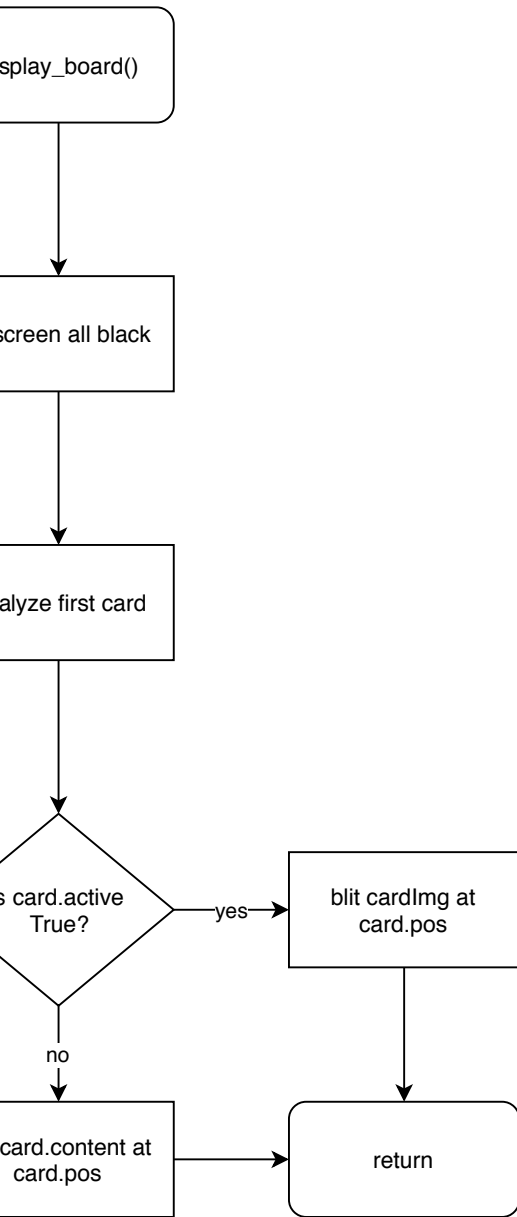 splay_board()
screen all black
alyze first card
s card.active
True?
yes
blit cardImg at
card.pos
no
card.content at
card.pos
return